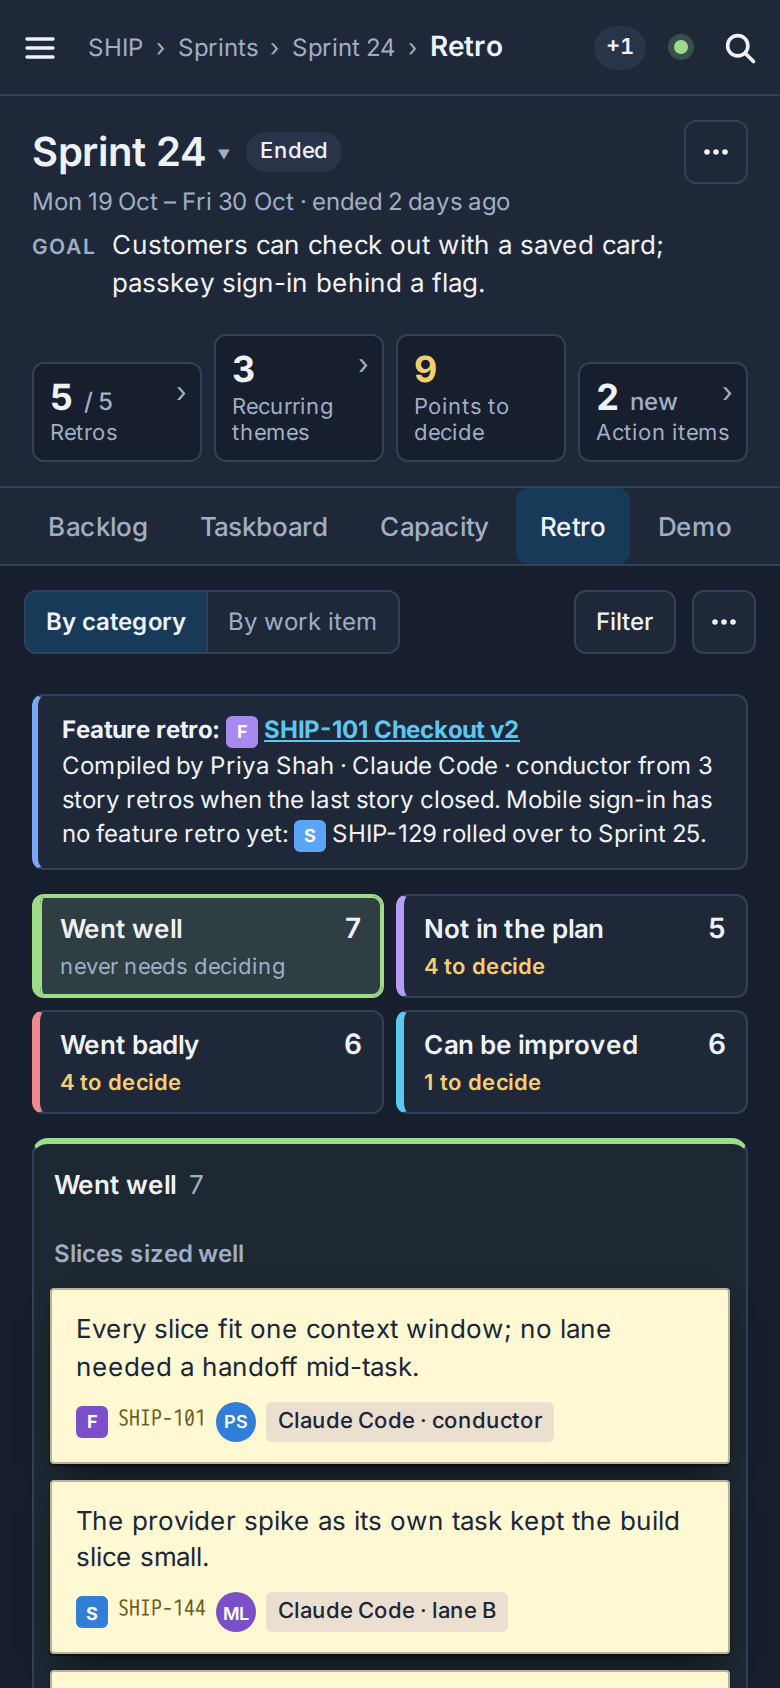 SHIP › Sprints › Sprint 24 › Retro +1
Sprint 24 ▾ Ended
Mon 19 Oct – Fri 30 Oct · ended 2 days ago
GOAL Customers can check out with a saved card;
passkey sign-in behind a flag.
5 / 5 ›
Retros
3 ›
Recurring
themes
9
Points to
decide
2 new ›
Action items
Backlog Taskboard Capacity Retro Demo
By category By work item Filter
Feature retro: F SHIP-101 Checkout v2
Compiled by Priya Shah · Claude Code · conductor from 3
story retros when the last story closed. Mobile sign-in has
no feature retro yet: S SHIP-129 rolled over to Sprint 25.
Went well 7
never needs deciding
Not in the plan 5
4 to decide
Went badly 6
4 to decide
Can be improved 6
1 to decide
Went well 7
Slices sized well
Every slice fit one context window; no lane
needed a handoff mid-task.
F SHIP-101 PS Claude Code · conductor
The provider spike as its own task kept the build
slice small.
S SHIP-144 ML Claude Code · lane B